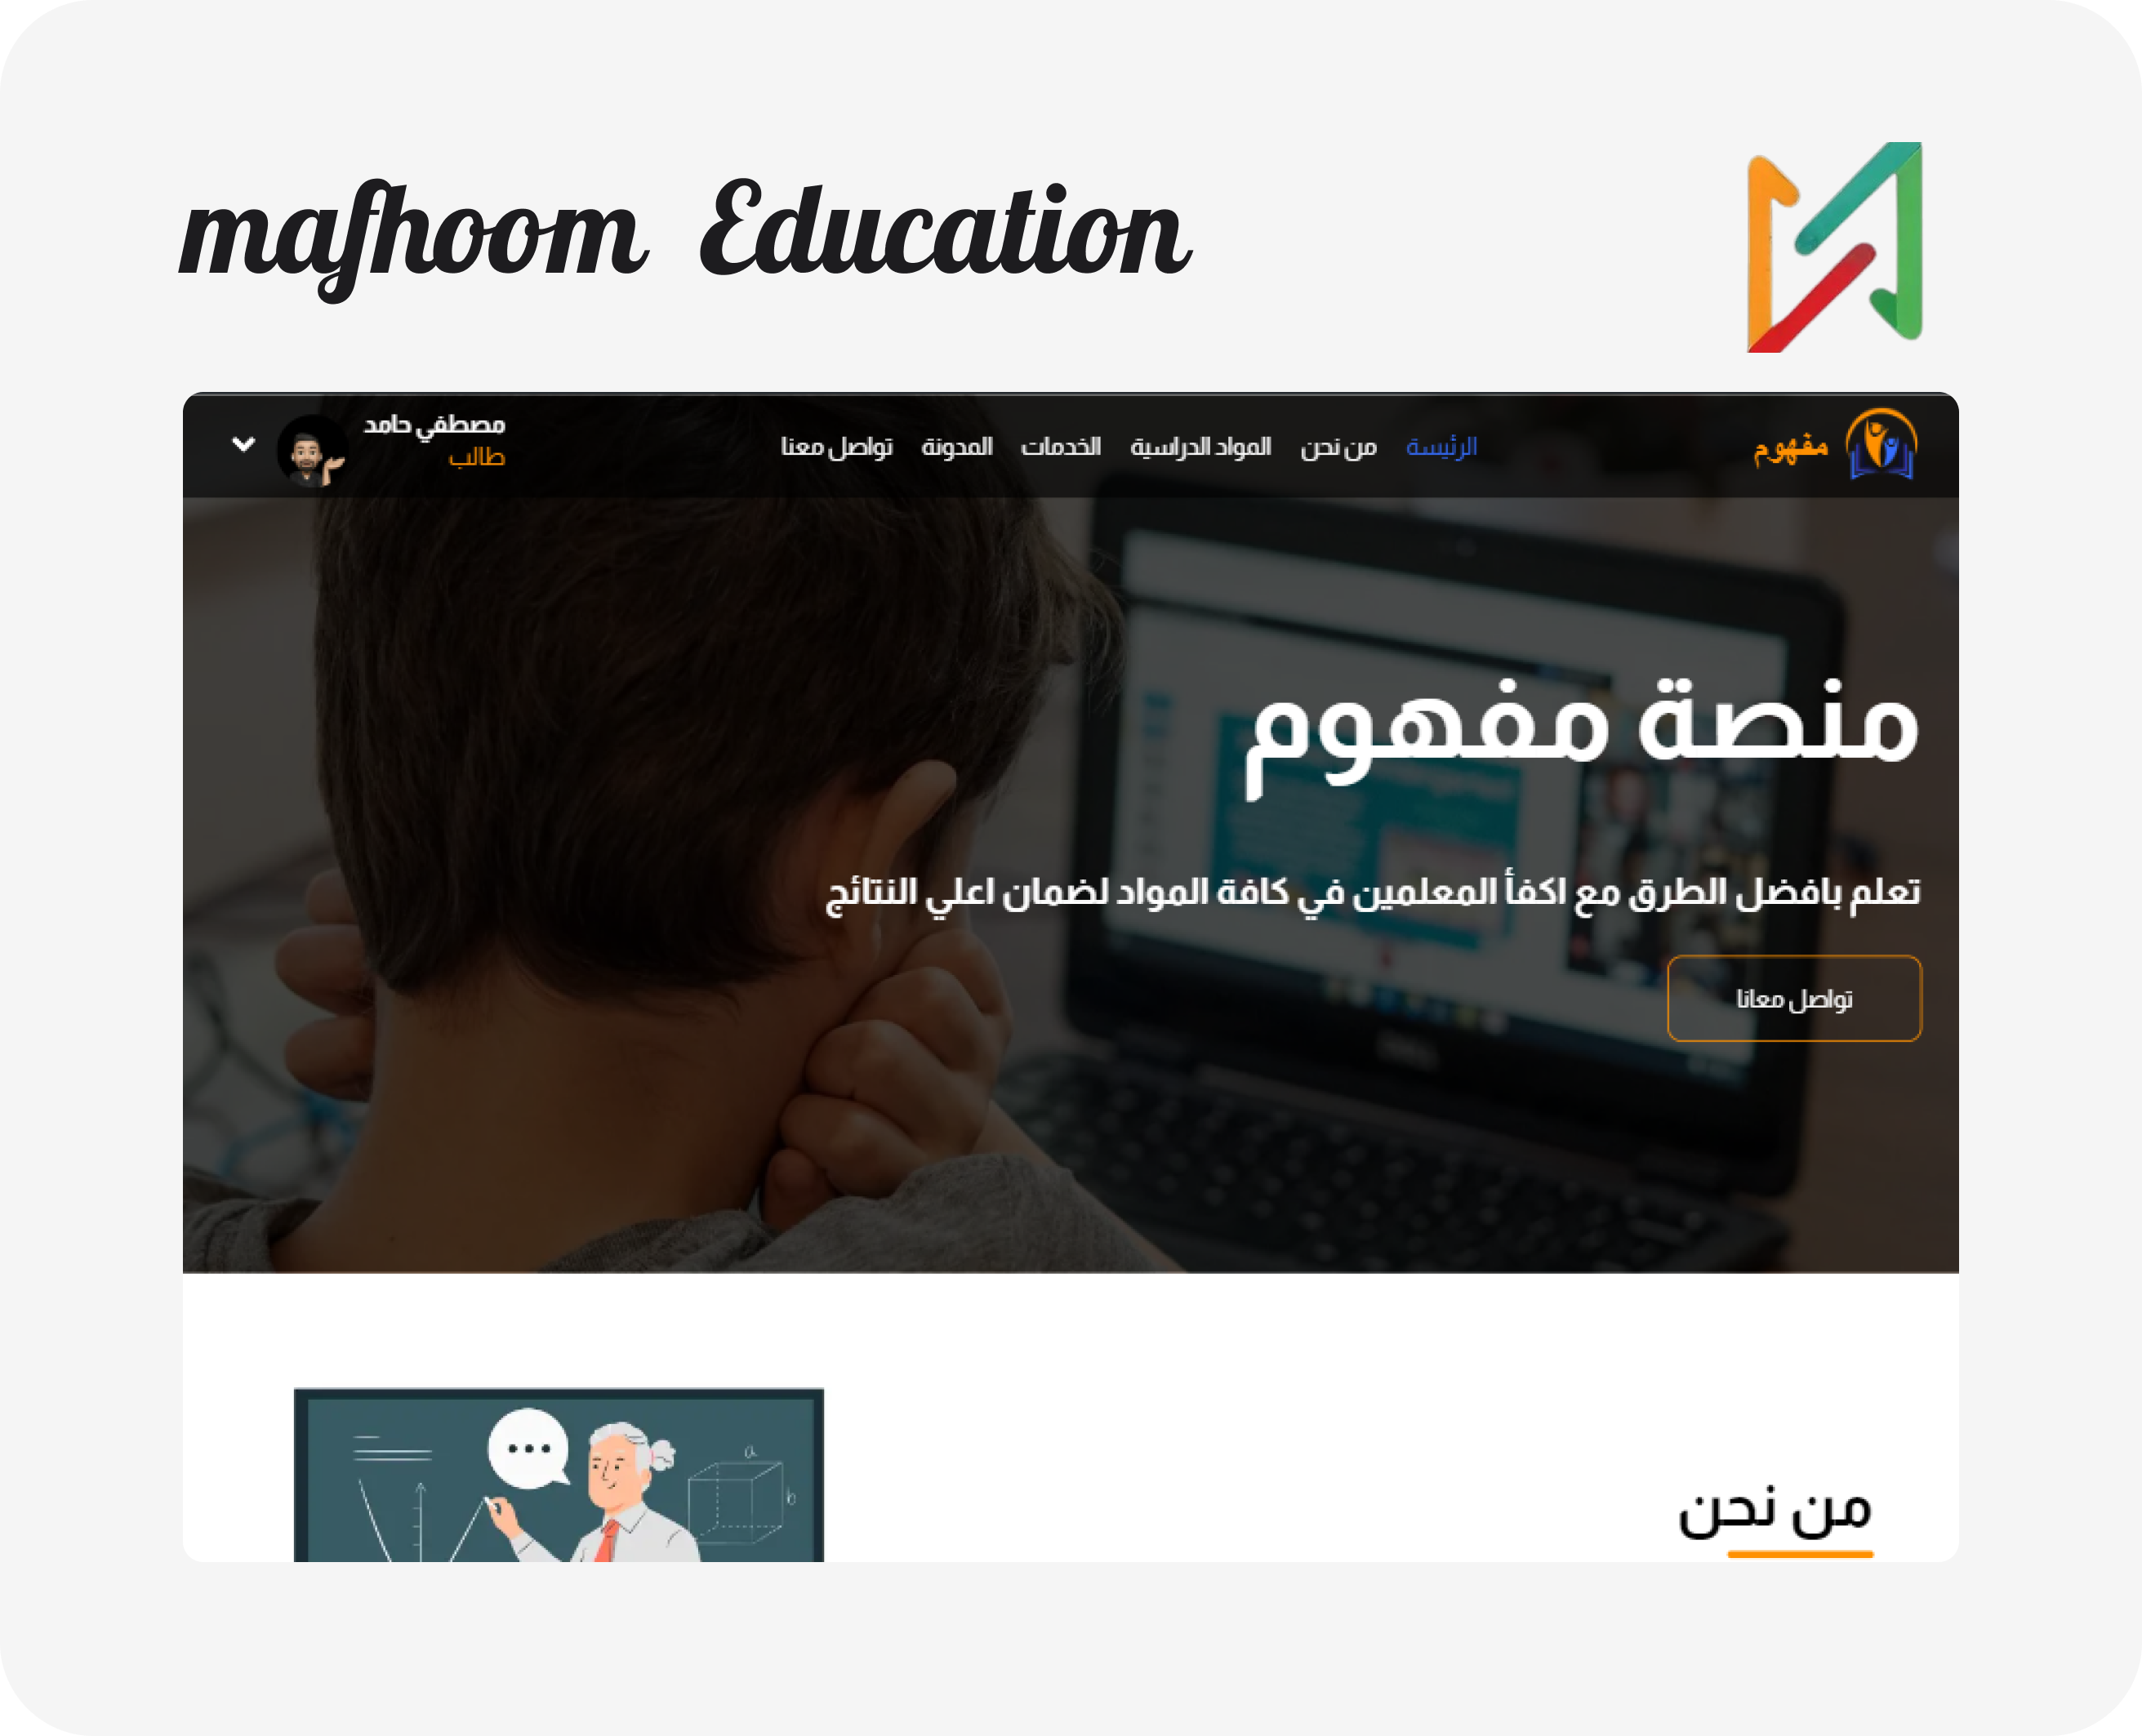 mafhoom Education
مفهوم
الرئيسة من نحن المواد الدراسية الخدمات المدونة تواصل معنا
مصطفي حامد
طالب
منصة مفهوم
تعلم بافضل الطرق مع اكفأ المعلمين في كافة المواد لضمان اعلي النتائج
تواصل معانا
a
b
من نحن